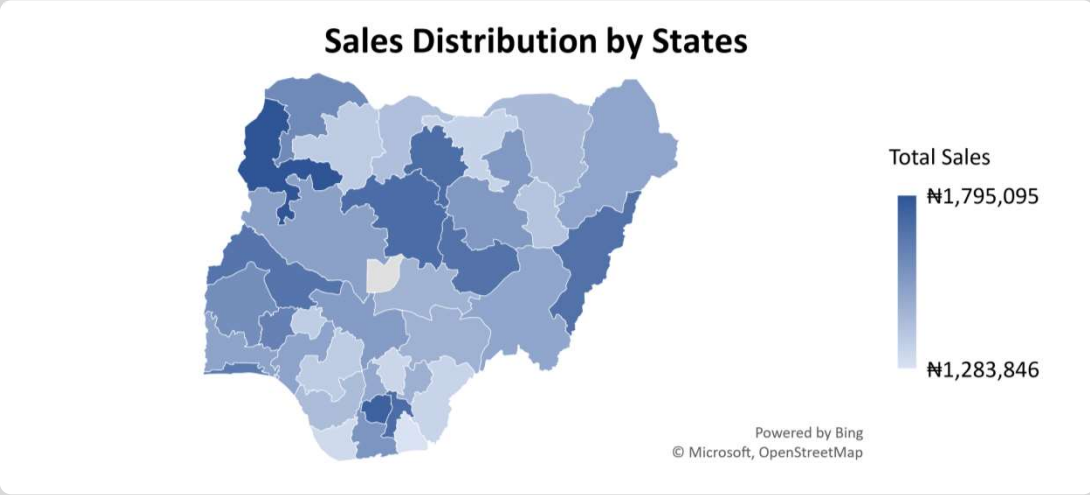 Sales Distribution by States
Total Sales
₦1,795,095
₦1,283,846
Powered by Bing
© Microsoft, OpenStreetMap